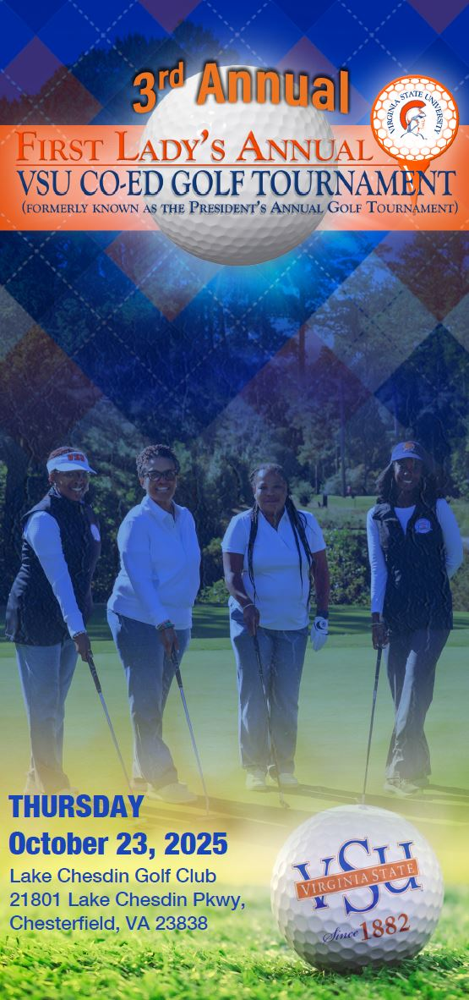 3rd Annual
VIRGINIA STATE UNIVERSITY
First Lady's Annual
VSU CO-ED GOLF TOURNAMENT
(FORMERLY KNOWN AS THE PRESIDENT'S ANNUAL GOLF TOURNAMENT)
VSU
THURSDAY
October 23, 2025
Lake Chesdin Golf Club
21801 Lake Chesdin Pkwy,
Chesterfield, VA 23838
VSU
VIRGINIA STATE
Since 1882